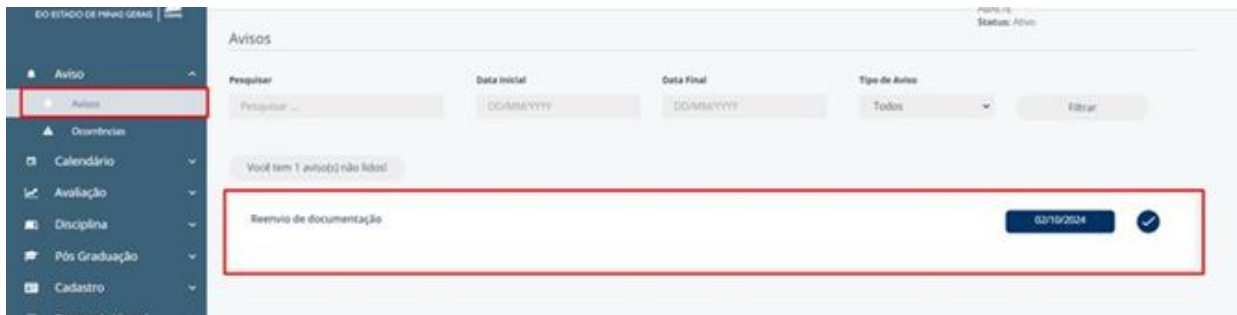 DO ESTADO DE MINAS GERAIS
ABAETÉ
Status: Ativo
Avisos
Aviso
Avisos
Ocorrências
Calendário
Avaliação
Disciplina
Pós Graduação
Cadastro
Pesquisar
Data Inicial
Data Final
Tipo de Aviso
Pesquisar ...
DD/MM/YYYY
DD/MM/YYYY
Todos
Filtrar
Você tem 1 aviso(s) não lidos!
Reenvio de documentação
02/10/2024